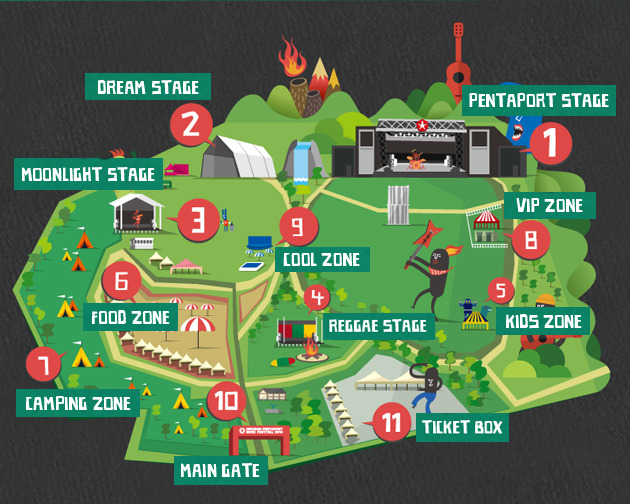 DREAM STAGE
2
PENTAPORT STAGE
1
MOONLIGHT STAGE
3
VIP ZONE
8
9
COOL ZONE
6
FOOD ZONE
4
REGGAE STAGE
5
KIDS ZONE
7
CAMPING ZONE
10
11
TICKET BOX
MAIN GATE